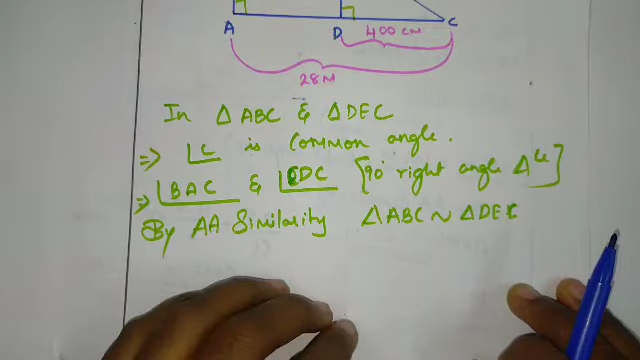 A D C
400 CM
28M
In △ ABC & △DEC
⇒ ∠C is Common angle.
⇒ ∠BAC & ∠EDC [90° right angle △le]
By AA Similarity △ABC ~ △DEC